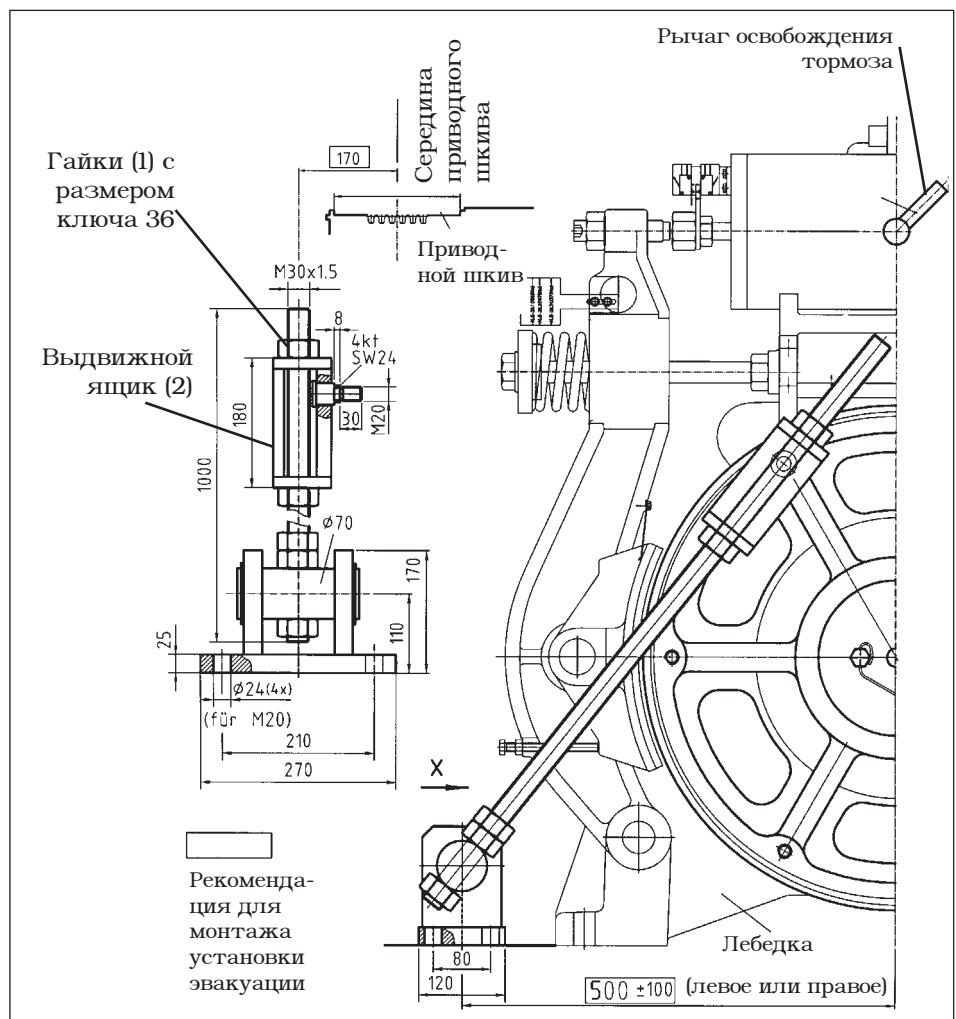 Рычаг освобождения
тормоза
Середина
приводного
шкива
170
Гайки (1) с
размером
ключа 36
Привод-
ной шкив
M30x1.5
8
4kt
SW24
Выдвижной
ящик (2)
30
M20
180
1000
ø70
170
110
25
ø24(4x)
(für M20)
210
270
X
Рекоменда-
ция для
монтажа
установки
эвакуации
Лебедка
80
120
500 ±100 (левое или правое)